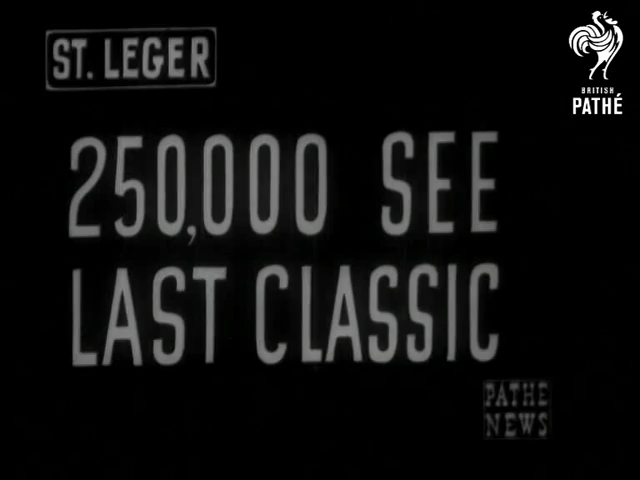 ST. LEGER
BRITISH
PATHÉ
250,000 SEE
LAST CLASSIC
PATHE
NEWS